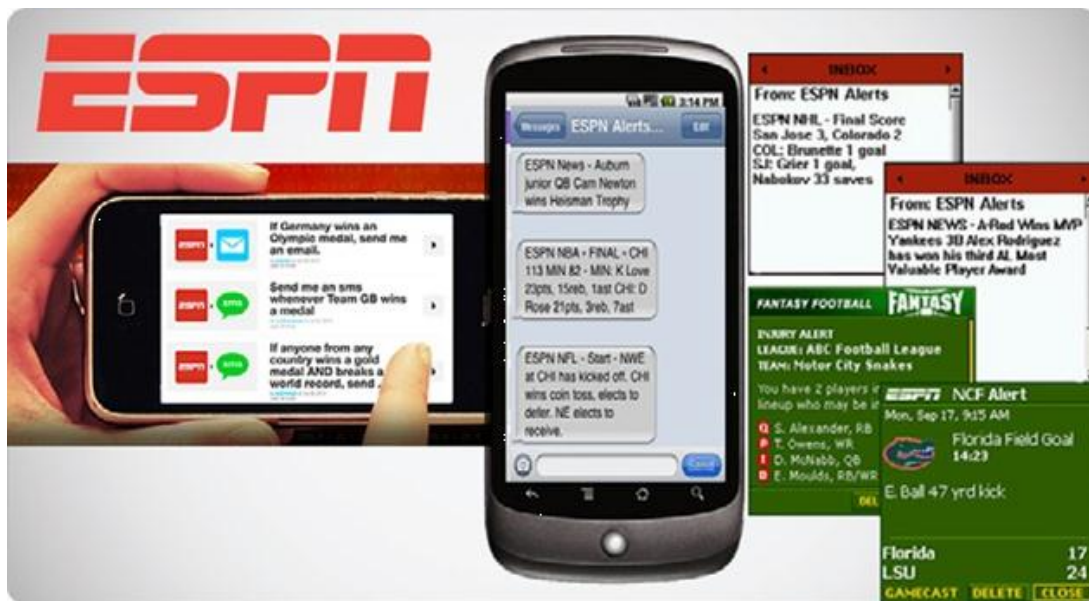 ESPN
If Germany wins an
Olympic medal, send me
an email.
ESPN
Send me an sms
whenever Team GB wins
a medal
ESPN sms
If anyone from any
country wins a gold
medal AND breaks a
world record, send
ESPN sms
3:14 PM
Messages ESPN Alerts... Edit
ESPN News - Auburn
junior QB Cam Newton
wins Heisman Trophy
ESPN NBA - FINAL - CHI
113 MIN 82 - MIN: K Love
23pts, 15reb, 1ast CHI: D
Rose 21pts, 3reb, 7ast
ESPN NFL - Start - NWE
at CHI has kicked off. CHI
wins coin toss, elects to
defer. NE elects to
receive.
INBOX
From: ESPN Alerts
ESPN NHL - Final Score
San Jose 3, Colorado 2
COL: Brunette 1 goal
SJ: Grier 1 goal,
Nabokov 33 saves
INBOX
From: ESPN Alerts
ESPN NEWS - A-Rod Wins MVP
Yankees 3B Alex Rodriguez
has won his third AL Most
Valuable Player Award
FANTASY FOOTBALL FANTASY
INJURY ALERT
LEAGUE: ABC Football League
TEAM: Motor City Snakes
You have 2 players in
lineup who may be
Q S. Alexander, RB
P T. Owens, WR
I D. McNabb, QB
E. Moulds, RB/WR
ESPN NCF Alert
Mon, Sep 17, 9:15 AM
Florida Field Goal
14:23
E. Ball 47 yrd kick
Florida 17
LSU 24
GAMECAST DELETE CLOSE